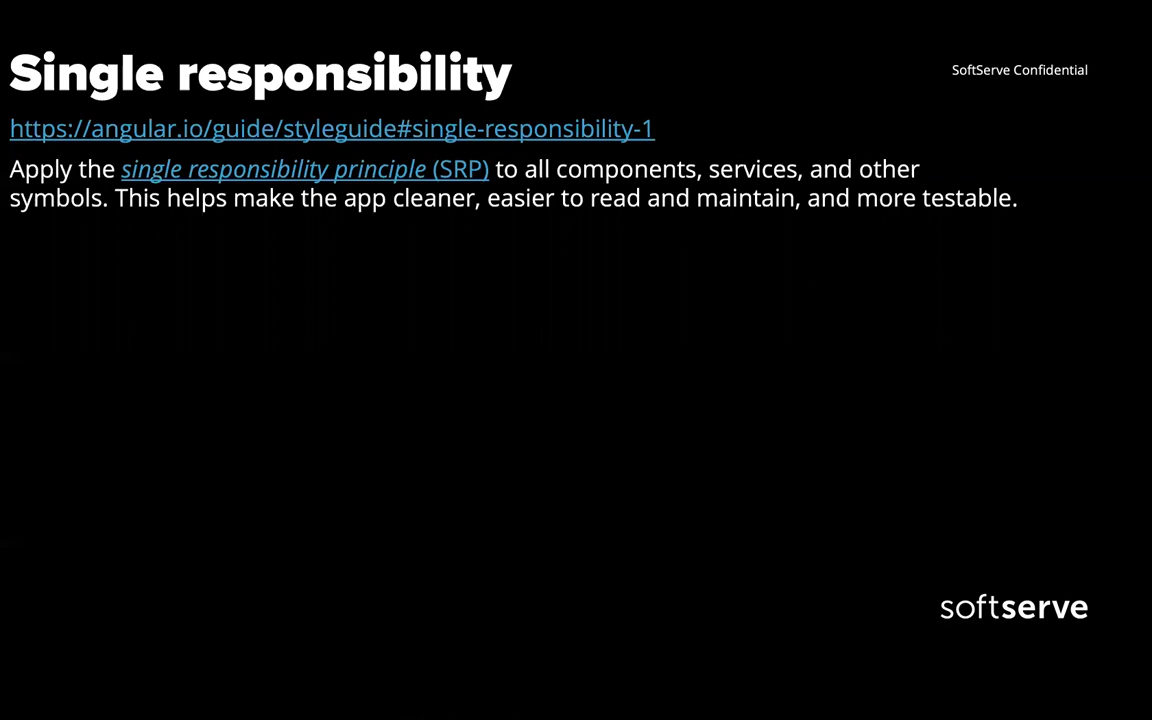 Single responsibility
SoftServe Confidential
https://angular.io/guide/styleguide#single-responsibility-1
Apply the single responsibility principle (SRP) to all components, services, and other
symbols. This helps make the app cleaner, easier to read and maintain, and more testable.
softserve